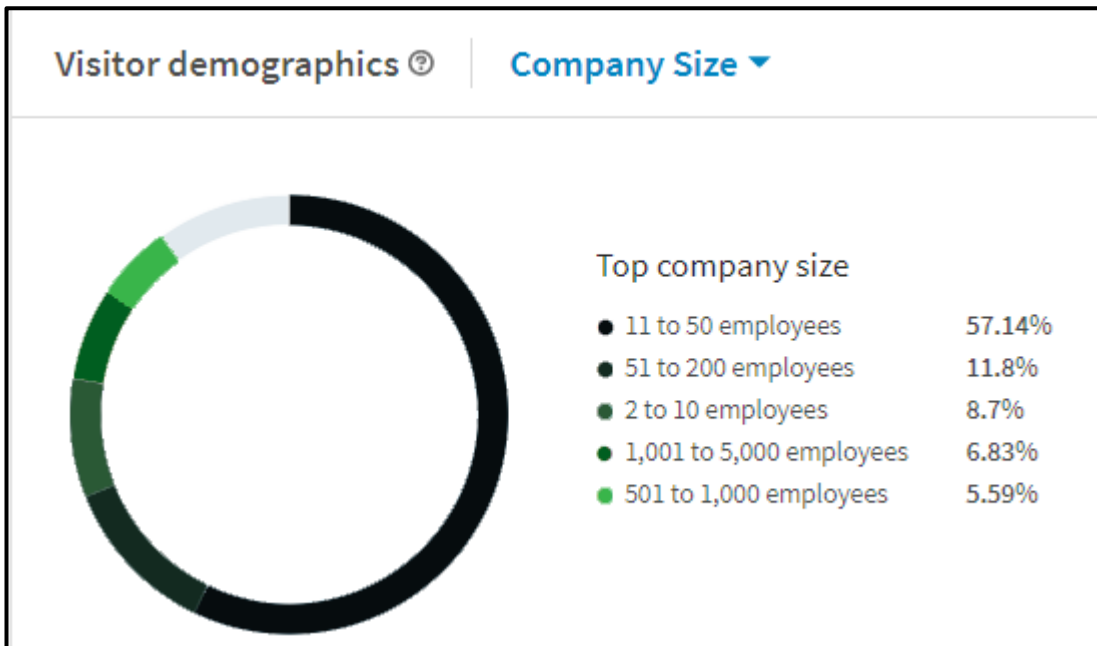 Visitor demographics ? Company Size
Top company size
11 to 50 employees 57.14%
51 to 200 employees 11.8%
2 to 10 employees 8.7%
1,001 to 5,000 employees 6.83%
501 to 1,000 employees 5.59%